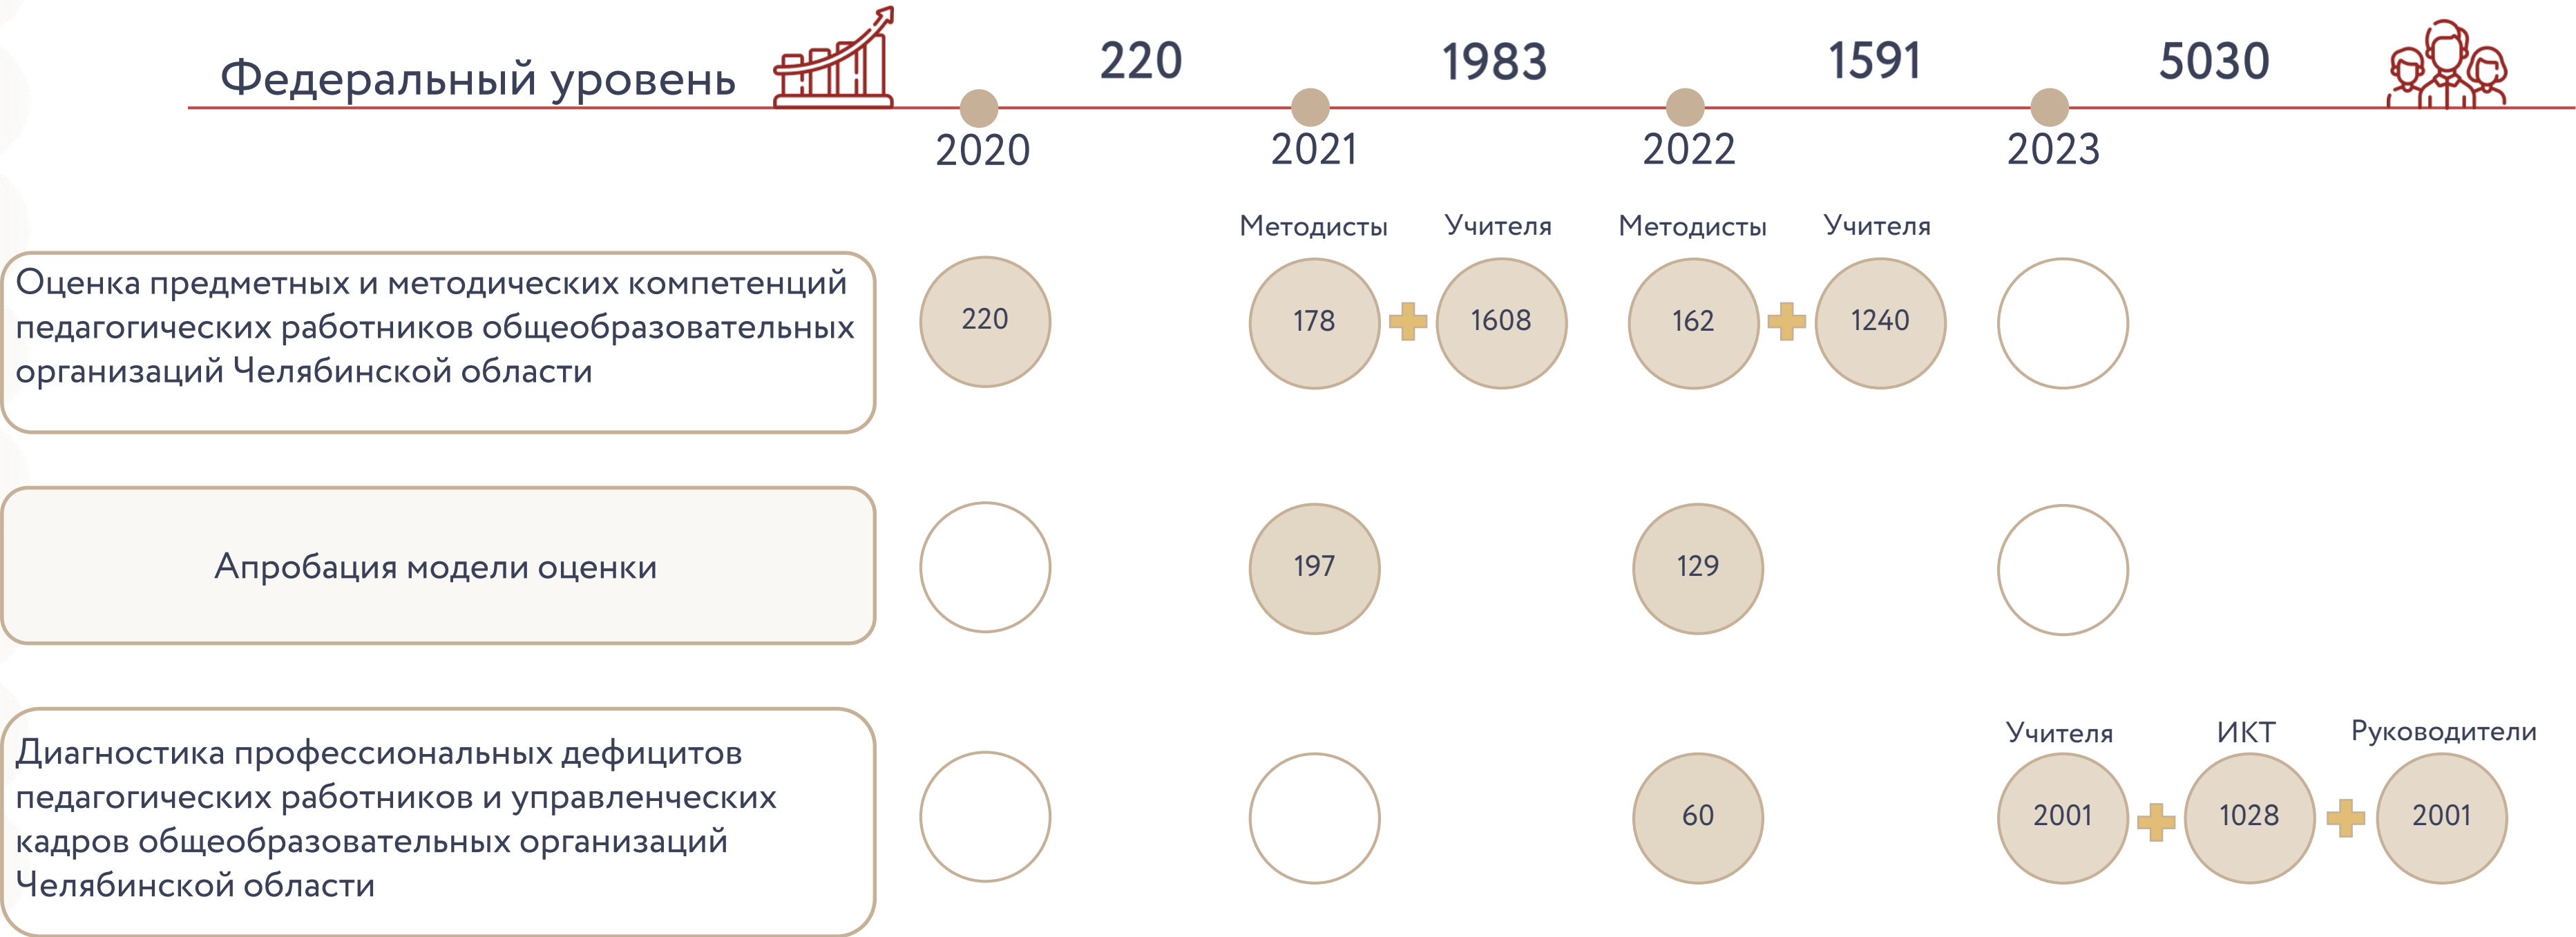 Федеральный уровень
220
1983
1591
5030
2020
2021
2022
2023
Методисты
Учителя
Методисты
Учителя
Оценка предметных и методических компетенций
педагогических работников общеобразовательных
организаций Челябинской области
220
178
1608
162
1240
Апробация модели оценки
197
129
Учителя
ИКТ
Руководители
Диагностика профессиональных дефицитов
педагогических работников и управленческих
кадров общеобразовательных организаций
Челябинской области
60
2001
1028
2001